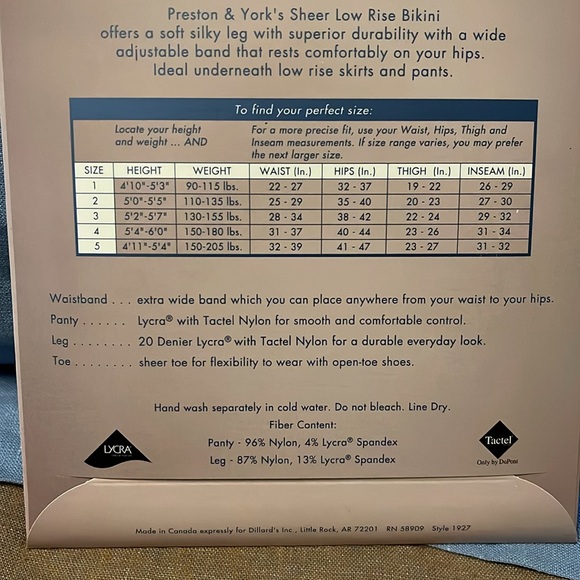 Preston & York's Sheer Low Rise Bikini
offers a soft silky leg with superior durability with a wide
adjustable band that rests comfortably on your hips.
Ideal underneath low rise skirts and pants.
To find your perfect size:
Locate your height
and weight ... AND
For a more precise fit, use your Waist, Hips, Thigh and
Inseam measurements. If size range varies, you may prefer
the next larger size.
SIZE HEIGHT WEIGHT WAIST (In.) HIPS (In.) THIGH (In.) INSEAM (In.)
1 4'10"-5'3" 90-115 lbs. 22 - 27 32 - 37 19 - 22 26 - 29
2 5'0"-5'5" 110-135 lbs. 25 - 29 35 - 40 20 - 23 27 - 30
3 5'2"-5'7" 130-155 lbs. 28 - 34 38 - 42 22 - 24 29 - 32
4 5'4"-6'0" 150-180 lbs. 31 - 37 40 - 44 23 - 26 31 - 34
5 4'11"-5'4" 150-205 lbs. 32 - 39 41 - 47 23 - 27 31 - 32
Waistband . . . extra wide band which you can place anywhere from your waist to your hips.
Panty . . . . . . Lycra® with Tactel Nylon for smooth and comfortable control.
Leg . . . . . . . . 20 Denier Lycra® with Tactel Nylon for a durable everyday look.
Toe . . . . . . . . sheer toe for flexibility to wear with open-toe shoes.
Hand wash separately in cold water. Do not bleach. Line Dry.
Fiber Content:
Panty - 96% Nylon, 4% Lycra® Spandex
Leg - 87% Nylon, 13% Lycra® Spandex
LYCRA
Tactel
Only by DuPont
Made in Canada expressly for Dillard's Inc., Little Rock, AR 72201 RN 58909 Style 1927